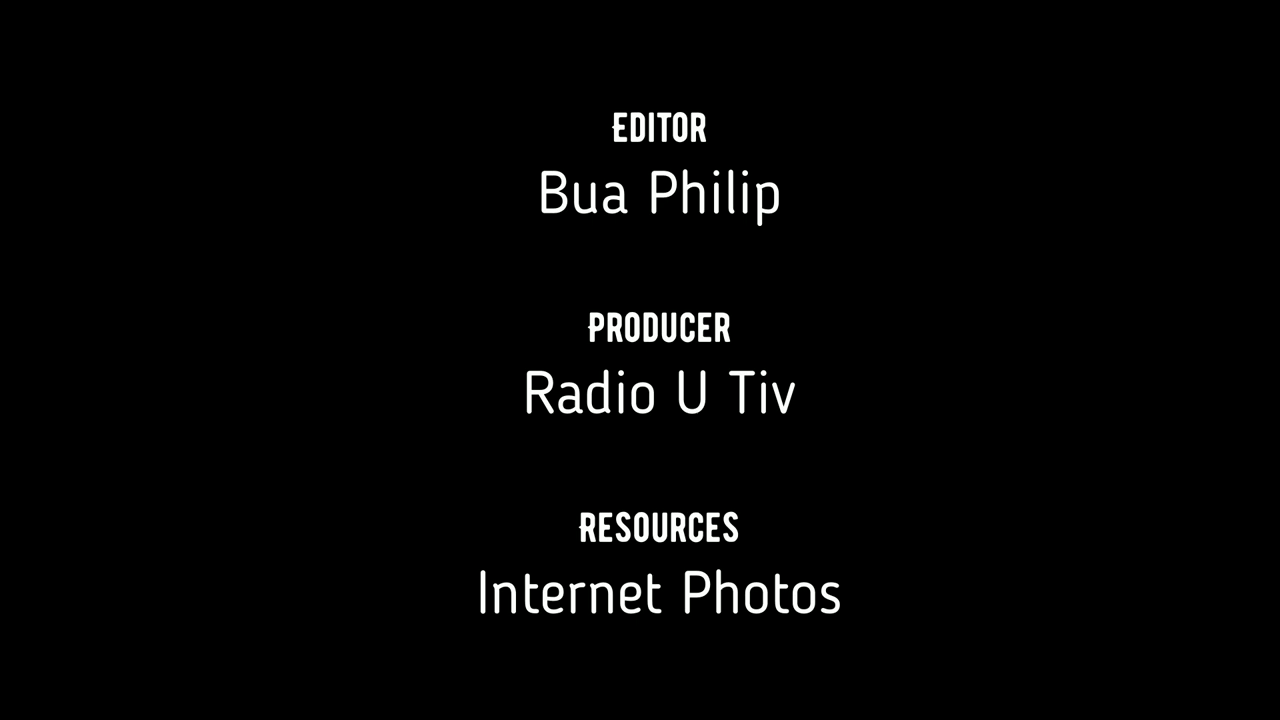 Editor
Bua Philip
Producer
Radio U Tiv
Resources
Internet Photos